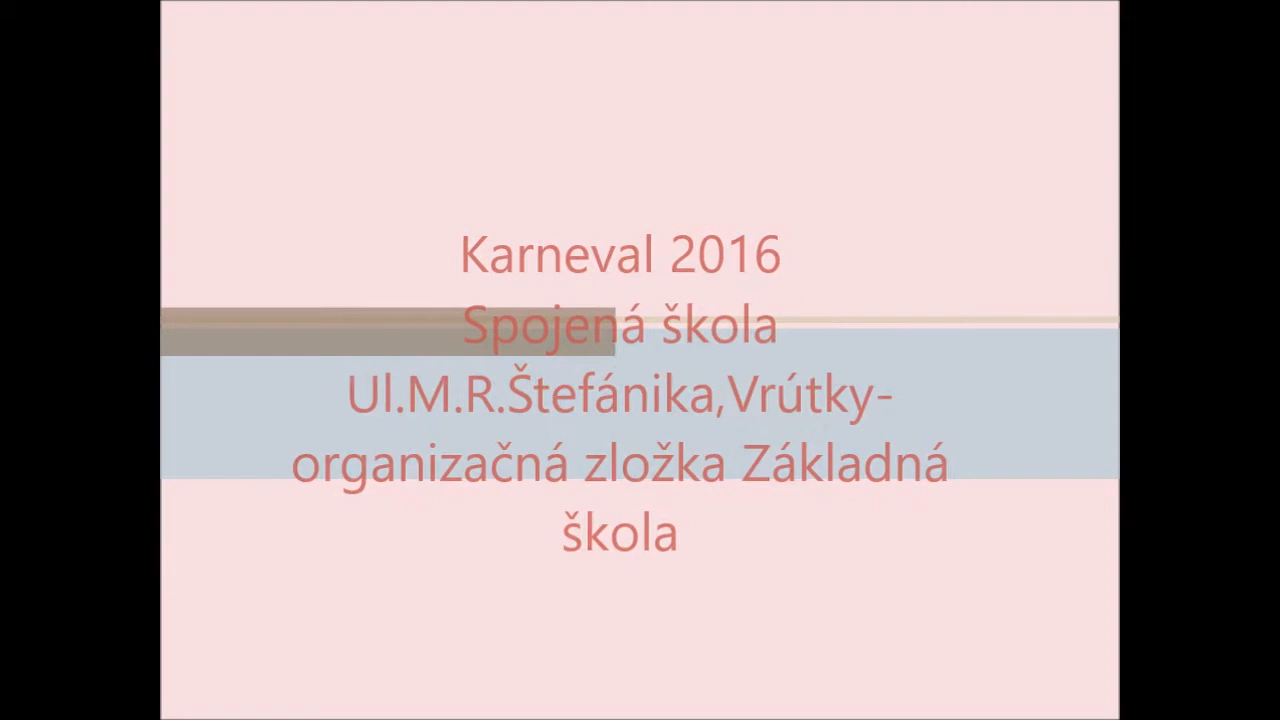 Karneval 2016
Spojená škola
Ul.M.R.Štefánika,Vrútky-
organizačná zložka Základná
škola